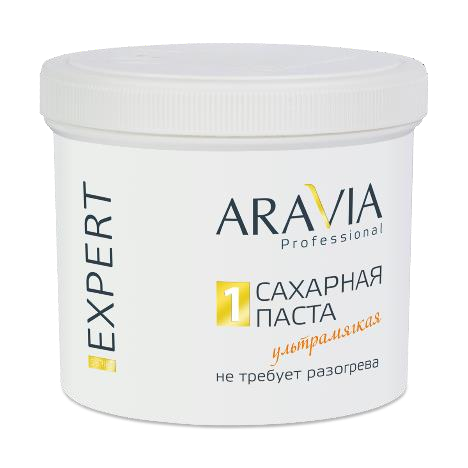 ARAVIA
Professional
EXPERT
1 САХАРНАЯ
ПАСТА
ультрамягкая
не требует разогрева